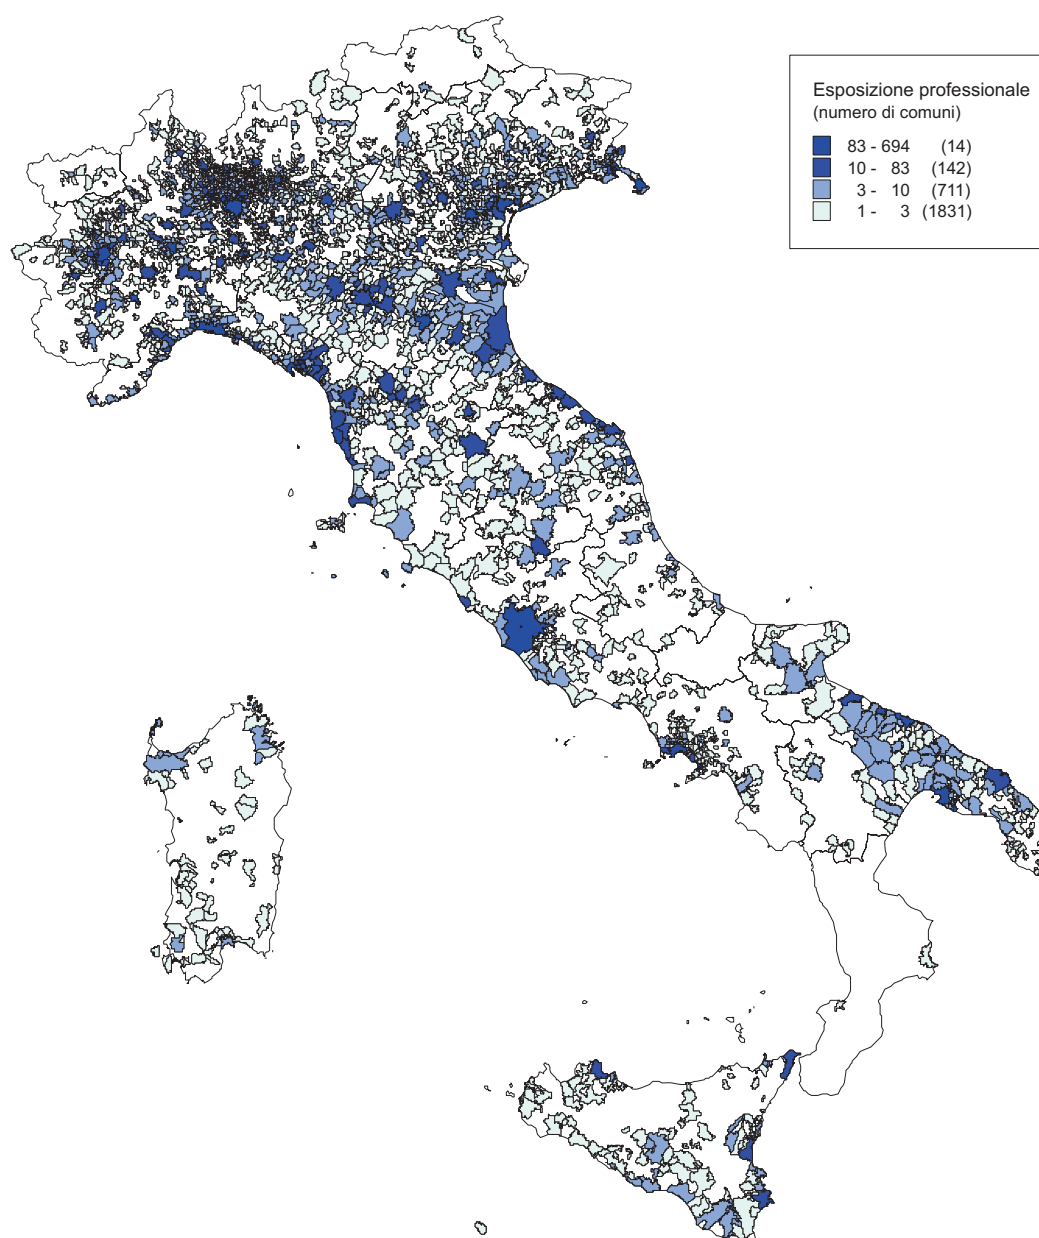 Esposizione professionale
(numero di comuni)
83 - 694 (14)
10 - 83 (142)
3 - 10 (711)
1 - 3 (1831)